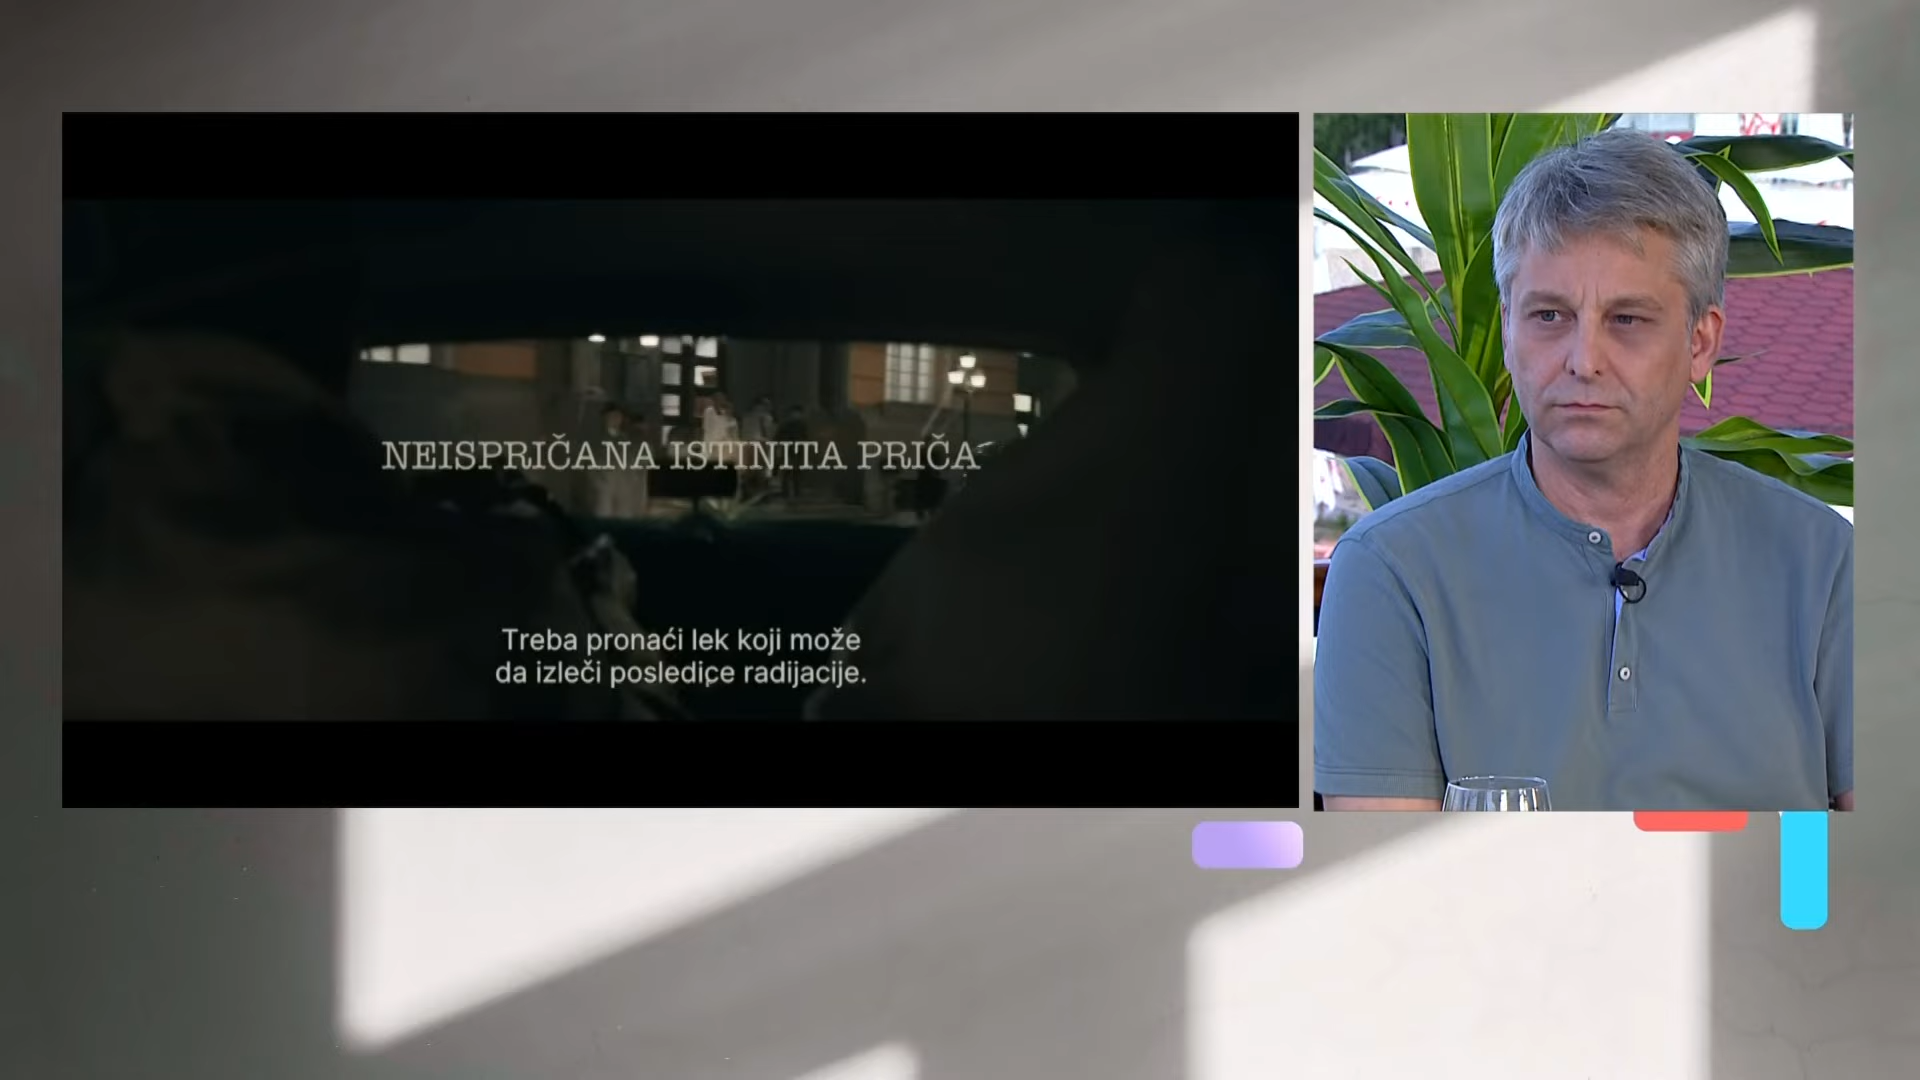 NEISPRIČANA ISTINITA PRIČA
Treba pronaći lek koji može
da izleči posledice radijacije.